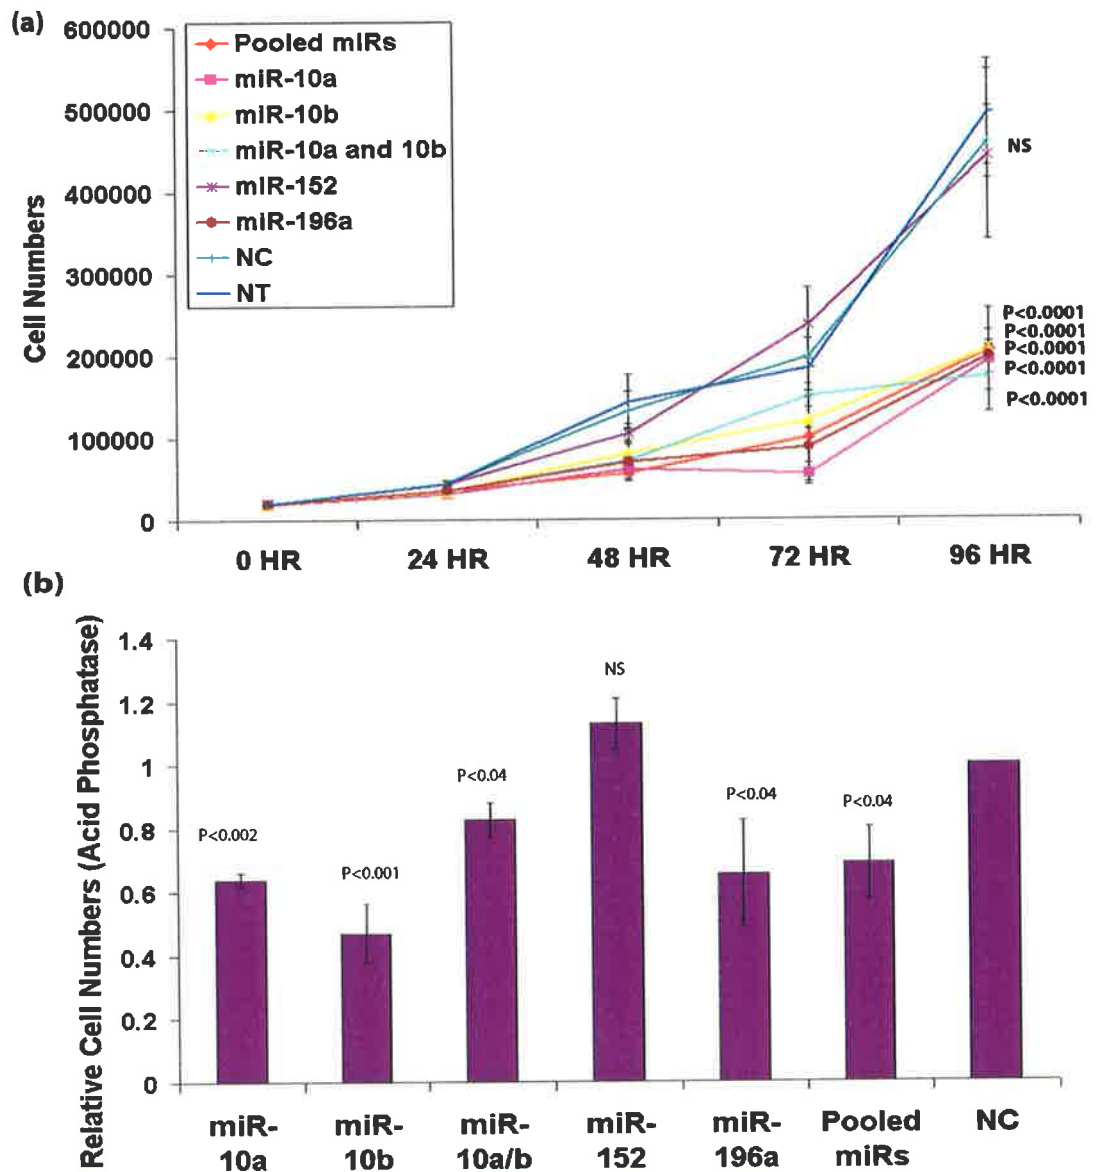 (a)
600000
500000
400000
300000
200000
100000
0
Cell Numbers
Pooled miRs
miR-10a
miR-10b
miR-10a and 10b
miR-152
miR-196a
NC
NT
NS
P<0.0001
P<0.0001
P<0.0001
P<0.0001
P<0.0001
0 HR
24 HR
48 HR
72 HR
96 HR
(b)
Relative Cell Numbers (Acid Phosphatase)
1.4
1.2
1
0.8
0.6
0.4
0.2
0
P<0.002
P<0.001
P<0.04
NS
P<0.04
P<0.04
miR-
10a
miR-
10b
miR-
10a/b
miR-
152
miR-
196a
Pooled
miRs
NC